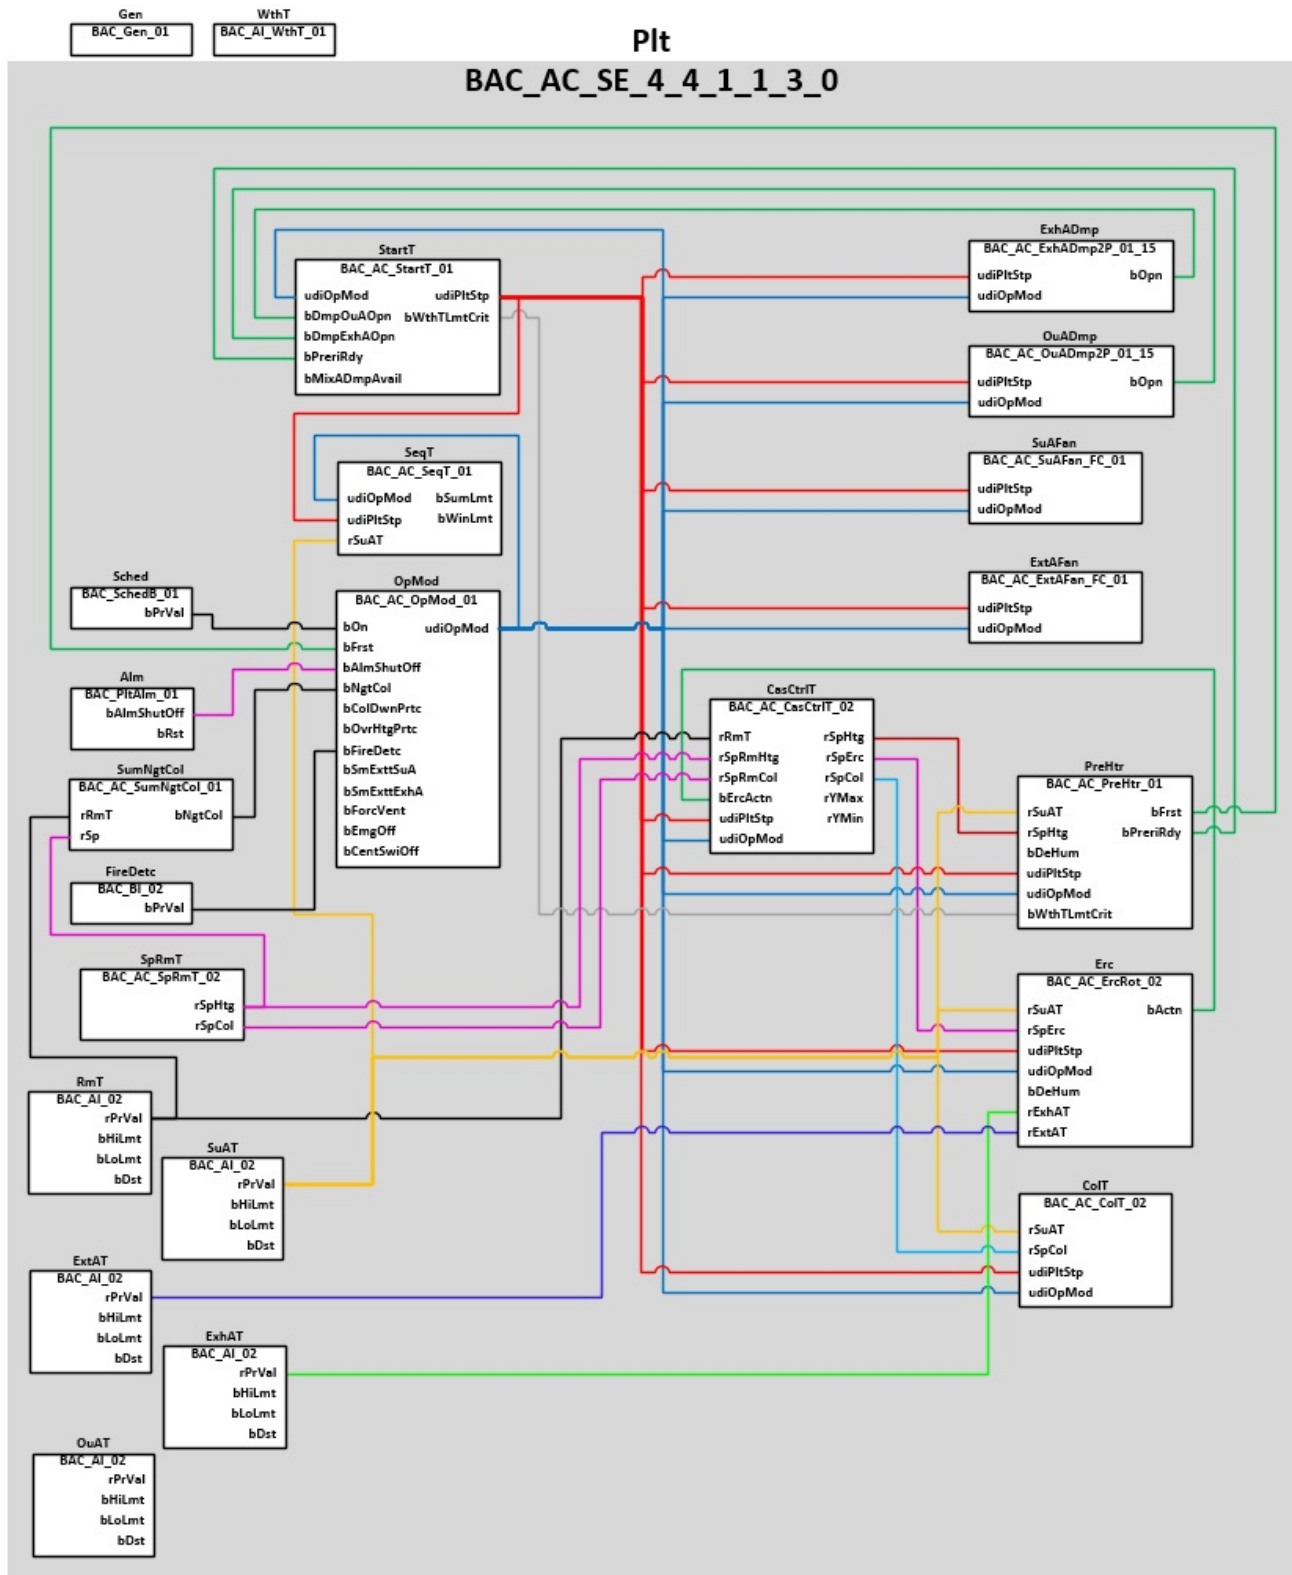 Gen
BAC_Gen_01
WthT
BAC_AI_WthT_01
Plt
BAC_AC_SE_4_4_1_1_3_0
StartT
BAC_AC_StartT_01
udiOpMod udiPltStp
bDmpOuAOpn bWthTLmtCrit
bDmpExhAOpn
bPreriRdy
bMixADmpAvail
SeqT
BAC_AC_SeqT_01
udiOpMod bSumLmt
udiPltStp bWinLmt
rSuAT
Sched
BAC_SchedB_01
bPrVal
OpMod
BAC_AC_OpMod_01
bOn udiOpMod
bFrst
bAlmShutOff
bNgtCol
bColDwnPrtc
bOvrHtgPrtc
bFireDetc
bSmExttSuA
bSmExttExhA
bForcVent
bEmgOff
bCentSwiOff
Alm
BAC_PltAlm_01
bAlmShutOff
bRst
SumNgtCol
BAC_AC_SumNgtCol_01
rRmT bNgtCol
rSp
FireDetc
BAC_BI_02
bPrVal
SpRmT
BAC_AC_SpRmT_02
rSpHtg
rSpCol
RmT
BAC_AI_02
rPrVal
bHiLmt
bLoLmt
bDst
SuAT
BAC_AI_02
rPrVal
bHiLmt
bLoLmt
bDst
ExtAT
BAC_AI_02
rPrVal
bHiLmt
bLoLmt
bDst
ExhAT
BAC_AI_02
rPrVal
bHiLmt
bLoLmt
bDst
OuAT
BAC_AI_02
rPrVal
bHiLmt
bLoLmt
bDst
ExhADmp
BAC_AC_ExhADmp2P_01_15
udiPltStp bOpn
udiOpMod
OuADmp
BAC_AC_OuADmp2P_01_15
udiPltStp bOpn
udiOpMod
SuAFan
BAC_AC_SuAFan_FC_01
udiPltStp
udiOpMod
ExtAFan
BAC_AC_ExtAFan_FC_01
udiPltStp
udiOpMod
CasCtrlT
BAC_AC_CasCtrlT_02
rRmT rSpHtg
rSpRmHtg rSpErc
rSpRmCol rSpCol
bErcActn rYMax
udiPltStp rYMin
udiOpMod
PreHtr
BAC_AC_PreHtr_01
rSuAT bFrst
rSpHtg bPreriRdy
bDeHum
udiPltStp
udiOpMod
bWthTLmtCrit
Erc
BAC_AC_ErcRot_02
rSuAT bActn
rSpErc
udiPltStp
udiOpMod
bDeHum
rExhAT
rExtAT
ColT
BAC_AC_ColT_02
rSuAT
rSpCol
udiPltStp
udiOpMod